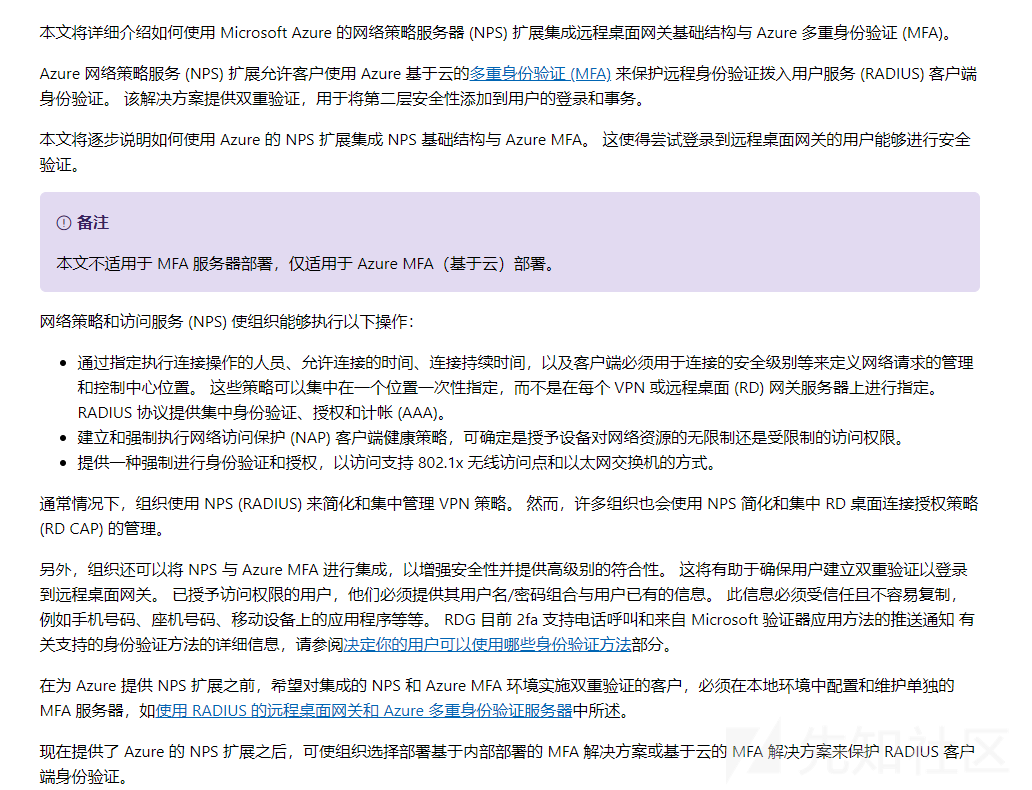 本文将详细介绍如何使用 Microsoft Azure 的网络策略服务器 (NPS) 扩展集成远程桌面网关基础结构与 Azure 多重身份验证 (MFA)。
Azure 网络策略服务 (NPS) 扩展允许客户使用 Azure 基于云的多重身份验证 (MFA) 来保护远程身份验证拨入用户服务 (RADIUS) 客户端
身份验证。 该解决方案提供双重验证，用于将第二层安全性添加到用户的登录和事务。
本文将逐步说明如何使用 Azure 的 NPS 扩展集成 NPS 基础结构与 Azure MFA。 这使得尝试登录到远程桌面网关的用户能够进行安全
验证。
备注
本文不适用于 MFA 服务器部署，仅适用于 Azure MFA（基于云）部署。
网络策略和访问服务 (NPS) 使组织能够执行以下操作：
• 通过指定执行连接操作的人员、允许连接的时间、连接持续时间，以及客户端必须用于连接的安全级别等来定义网络请求的管理
和控制中心位置。 这些策略可以集中在一个位置一次性指定，而不是在每个 VPN 或远程桌面 (RD) 网关服务器上进行指定。
RADIUS 协议提供集中身份验证、授权和计帐 (AAA)。
• 建立和强制执行网络访问保护 (NAP) 客户端健康策略，可确定是授予设备对网络资源的无限制还是受限制的访问权限。
• 提供一种强制进行身份验证和授权，以访问支持 802.1x 无线访问点和以太网交换机的方式。
通常情况下，组织使用 NPS (RADIUS) 来简化和集中管理 VPN 策略。 然而，许多组织也会使用 NPS 简化和集中 RD 桌面连接授权策略
(RD CAP) 的管理。
另外，组织还可以将 NPS 与 Azure MFA 进行集成，以增强安全性并提供高级别的符合性。 这将有助于确保用户建立双重验证以登录
到远程桌面网关。 已授予访问权限的用户，他们必须提供其用户名/密码组合与用户已有的信息。 此信息必须受信任且不容易复制，
例如手机号码、座机号码、移动设备上的应用程序等等。 RDG 目前 2fa 支持电话呼叫和来自 Microsoft 验证器应用方法的推送通知 有
关支持的身份验证方法的详细信息，请参阅决定你的用户可以使用哪些身份验证方法部分。
在为 Azure 提供 NPS 扩展之前，希望对集成的 NPS 和 Azure MFA 环境实施双重验证的客户，必须在本地环境中配置和维护单独的
MFA 服务器，如使用 RADIUS 的远程桌面网关和 Azure 多重身份验证服务器中所述。
现在提供了 Azure 的 NPS 扩展之后，可使组织选择部署基于内部部署的 MFA 解决方案或基于云的 MFA 解决方案来保护 RADIUS 客户
端身份验证。
先知社区